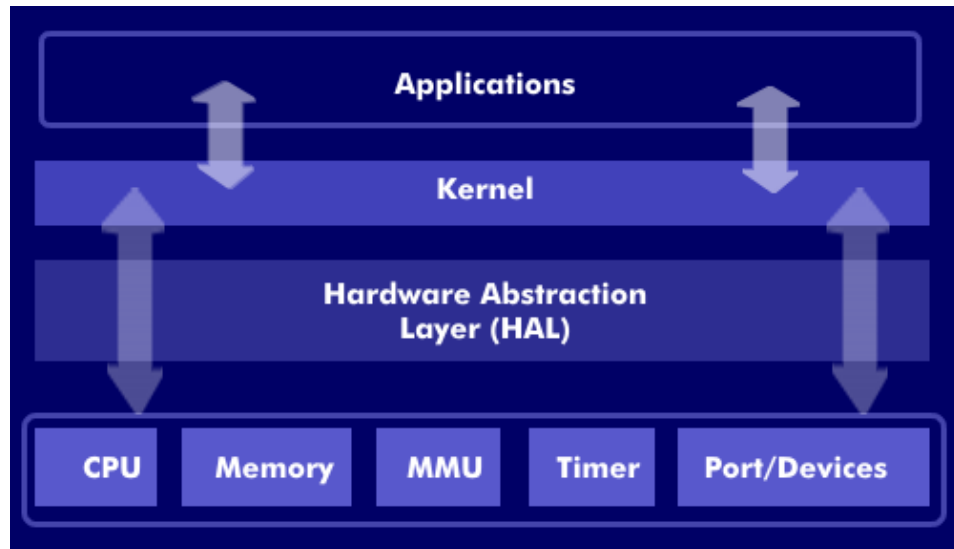 Applications
Kernel
Hardware Abstraction
Layer (HAL)
CPU
Memory
MMU
Timer
Port/Devices